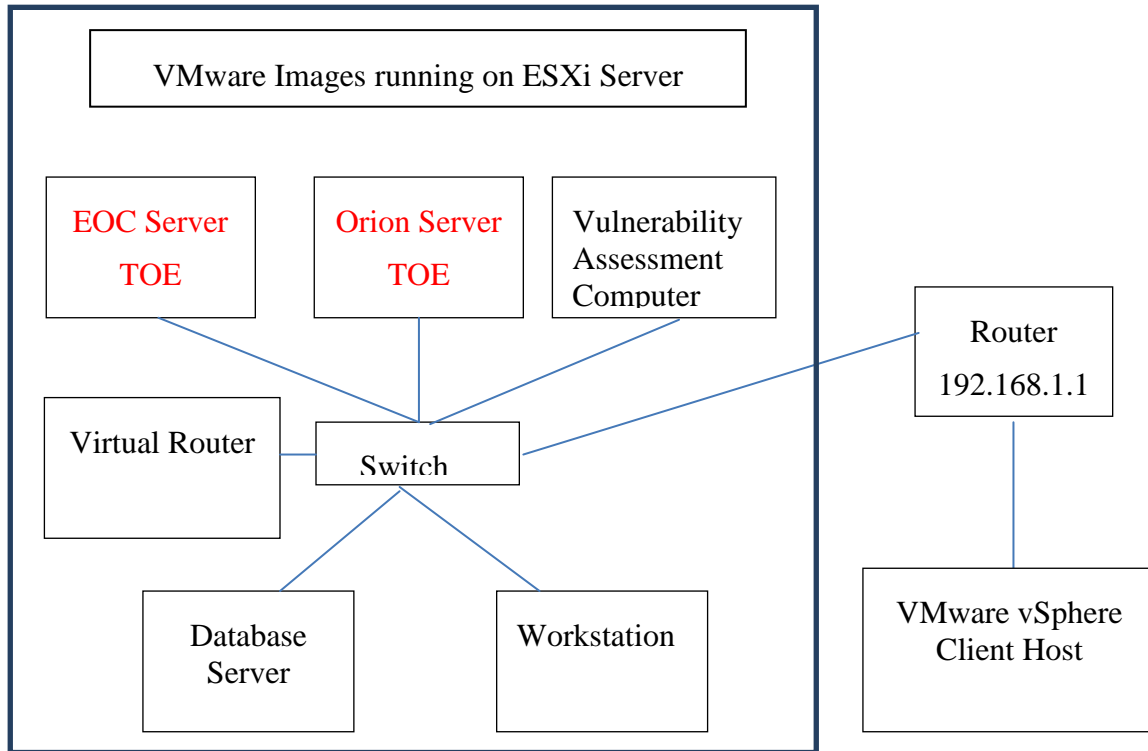 VMware Images running on ESXi Server
EOC Server
TOE
Orion Server
TOE
Vulnerability
Assessment
Computer
Router
192.168.1.1
Virtual Router
Switch
Database
Server
Workstation
VMware vSphere
Client Host